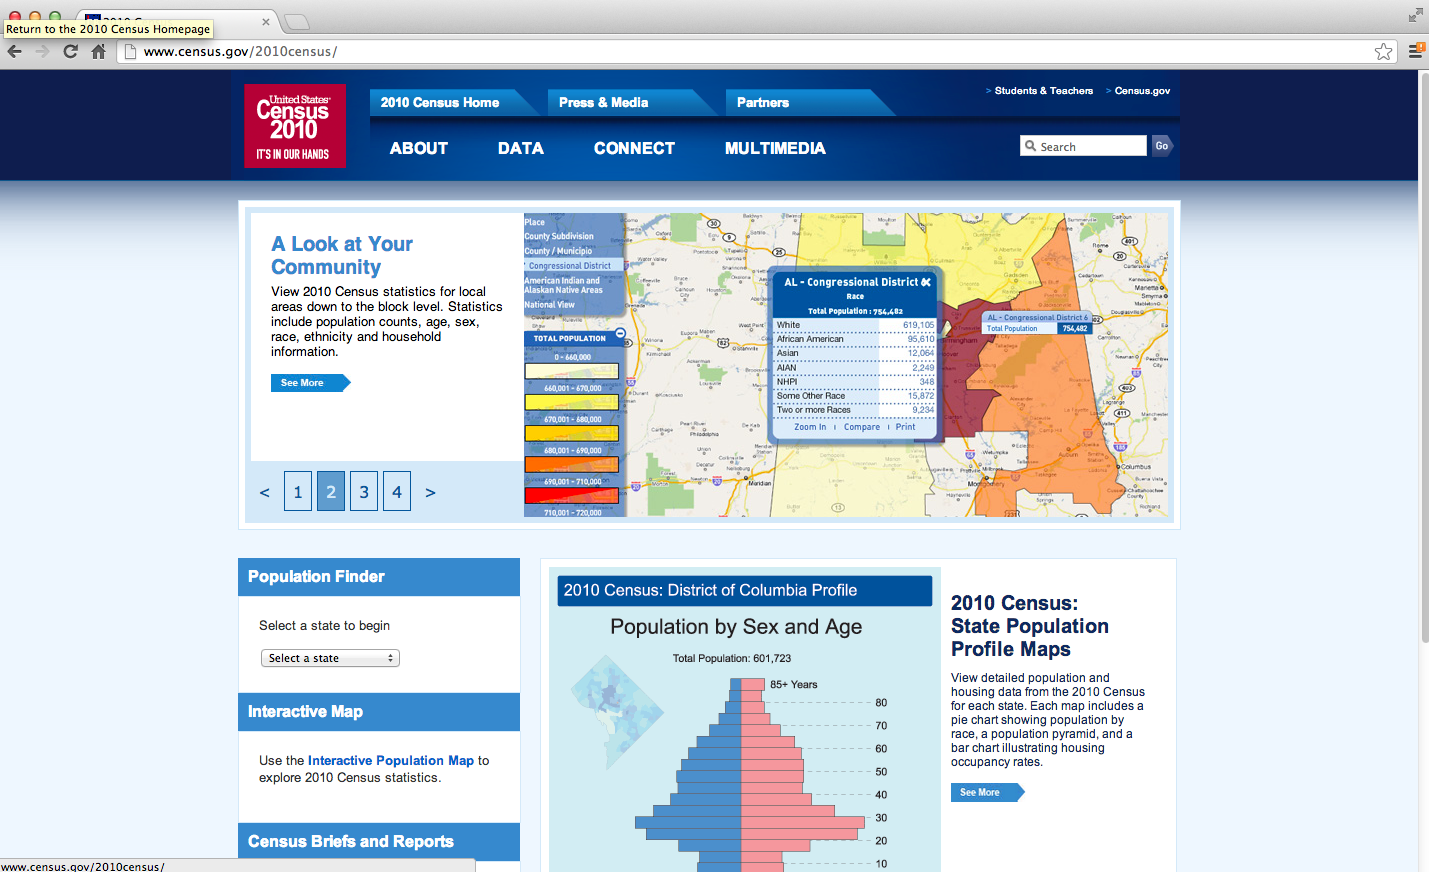 2010 C
Return to the 2010 Census Homepage
www.census.gov/2010census/
United States®
Census
2010
IT'S IN OUR HANDS
2010 Census Home
Press & Media
Partners
> Students & Teachers
> Census.gov
ABOUT
DATA
CONNECT
MULTIMEDIA
Search
Go
A Look at Your
Community
View 2010 Census statistics for local
areas down to the block level. Statistics
include population counts, age, sex,
race, ethnicity and household
information.
See More
< 1 2 3 4 >
Place
County Subdivision
County / Municipio
Congressional District
American Indian and
Alaskan Native Areas
National View
TOTAL POPULATION
0 - 660,000
660,001 - 670,000
670,001 - 680,000
680,001 - 690,000
690,001 - 710,000
710,001 - 720,000
AL - Congressional District
Race
Total Population : 754,482
White 619,105
African American 95,610
Asian 12,064
AIAN 2,249
NHPI 348
Some Other Race 15,872
Two or more Races 9,234
Zoom In | Compare | Print
AL - Congressional District 6
Total Population 754,482
Meridian
Columbus
Population Finder
Select a state to begin
Select a state
Interactive Map
Use the Interactive Population Map to
explore 2010 Census statistics.
Census Briefs and Reports
2010 Census: District of Columbia Profile
Population by Sex and Age
Total Population: 601,723
85+ Years
80
70
60
50
40
30
20
10
2010 Census:
State Population
Profile Maps
View detailed population and
housing data from the 2010 Census
for each state. Each map includes a
pie chart showing population by
race, a population pyramid, and a
bar chart illustrating housing
occupancy rates.
See More
www.census.gov/2010census/